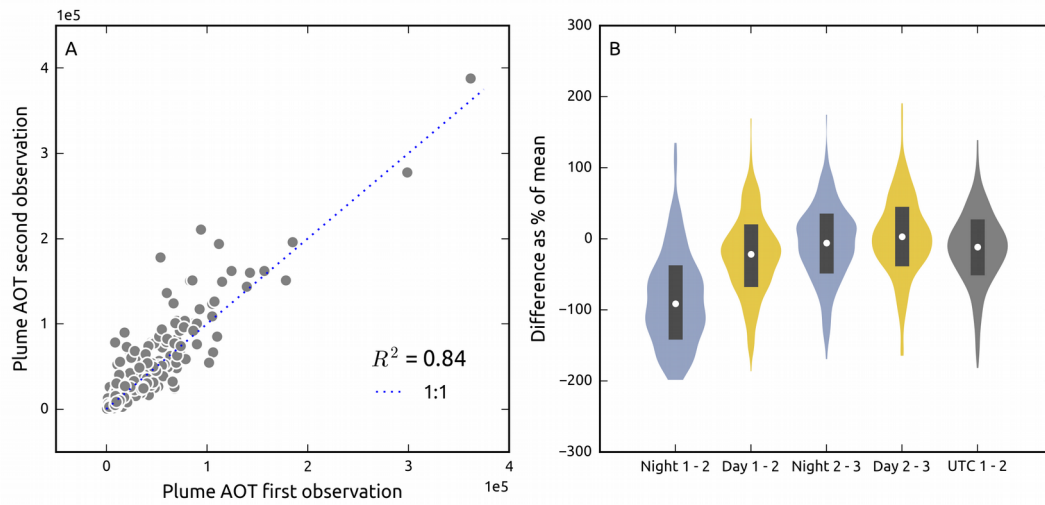 1e5
A
4
3
2
1
0
Plume AOT second observation
R² = 0.84
1:1
0 1 2 3 4
Plume AOT first observation
1e5
B
300
200
100
0
−100
−200
−300
Difference as % of mean
Night 1 - 2 Day 1 - 2 Night 2 - 3 Day 2 - 3 UTC 1 - 2